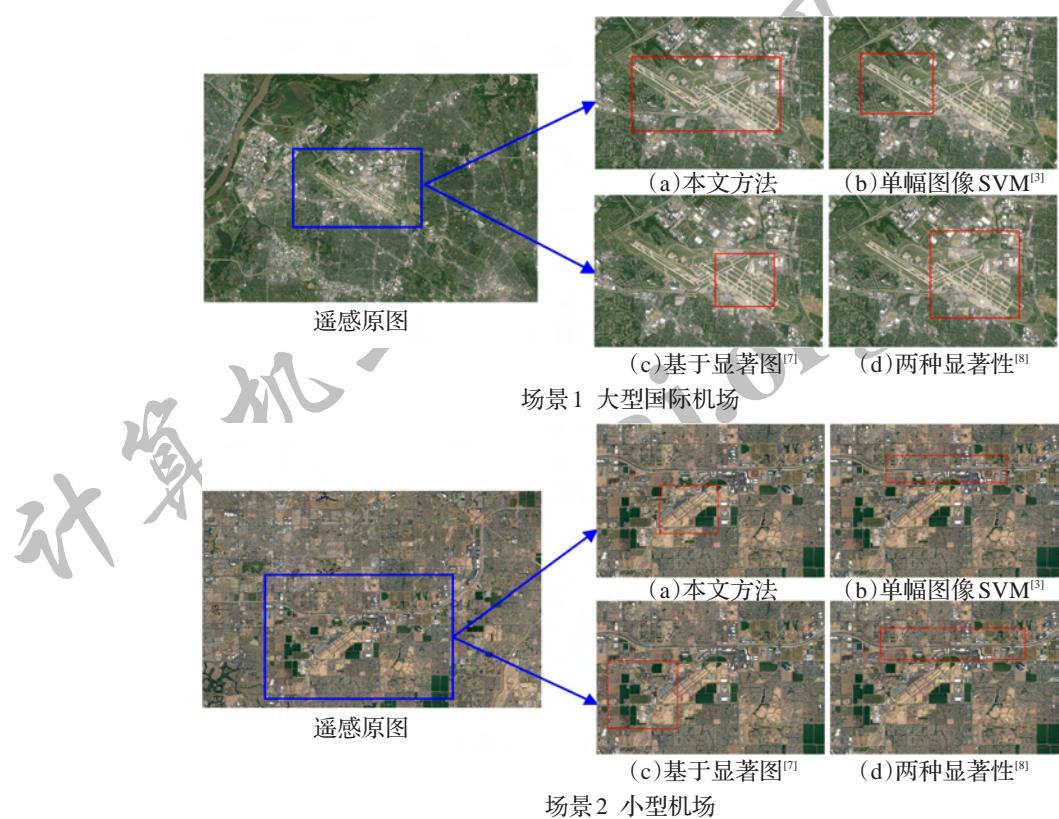 (a)本文方法
(b)单幅图像SVM[3]
遥感原图
(c)基于显著图[7]
(d)两种显著性[8]
场景1 大型国际机场
计算机
(a)本文方法
(b)单幅图像SVM[3]
遥感原图
(c)基于显著图[7]
(d)两种显著性[8]
场景2 小型机场